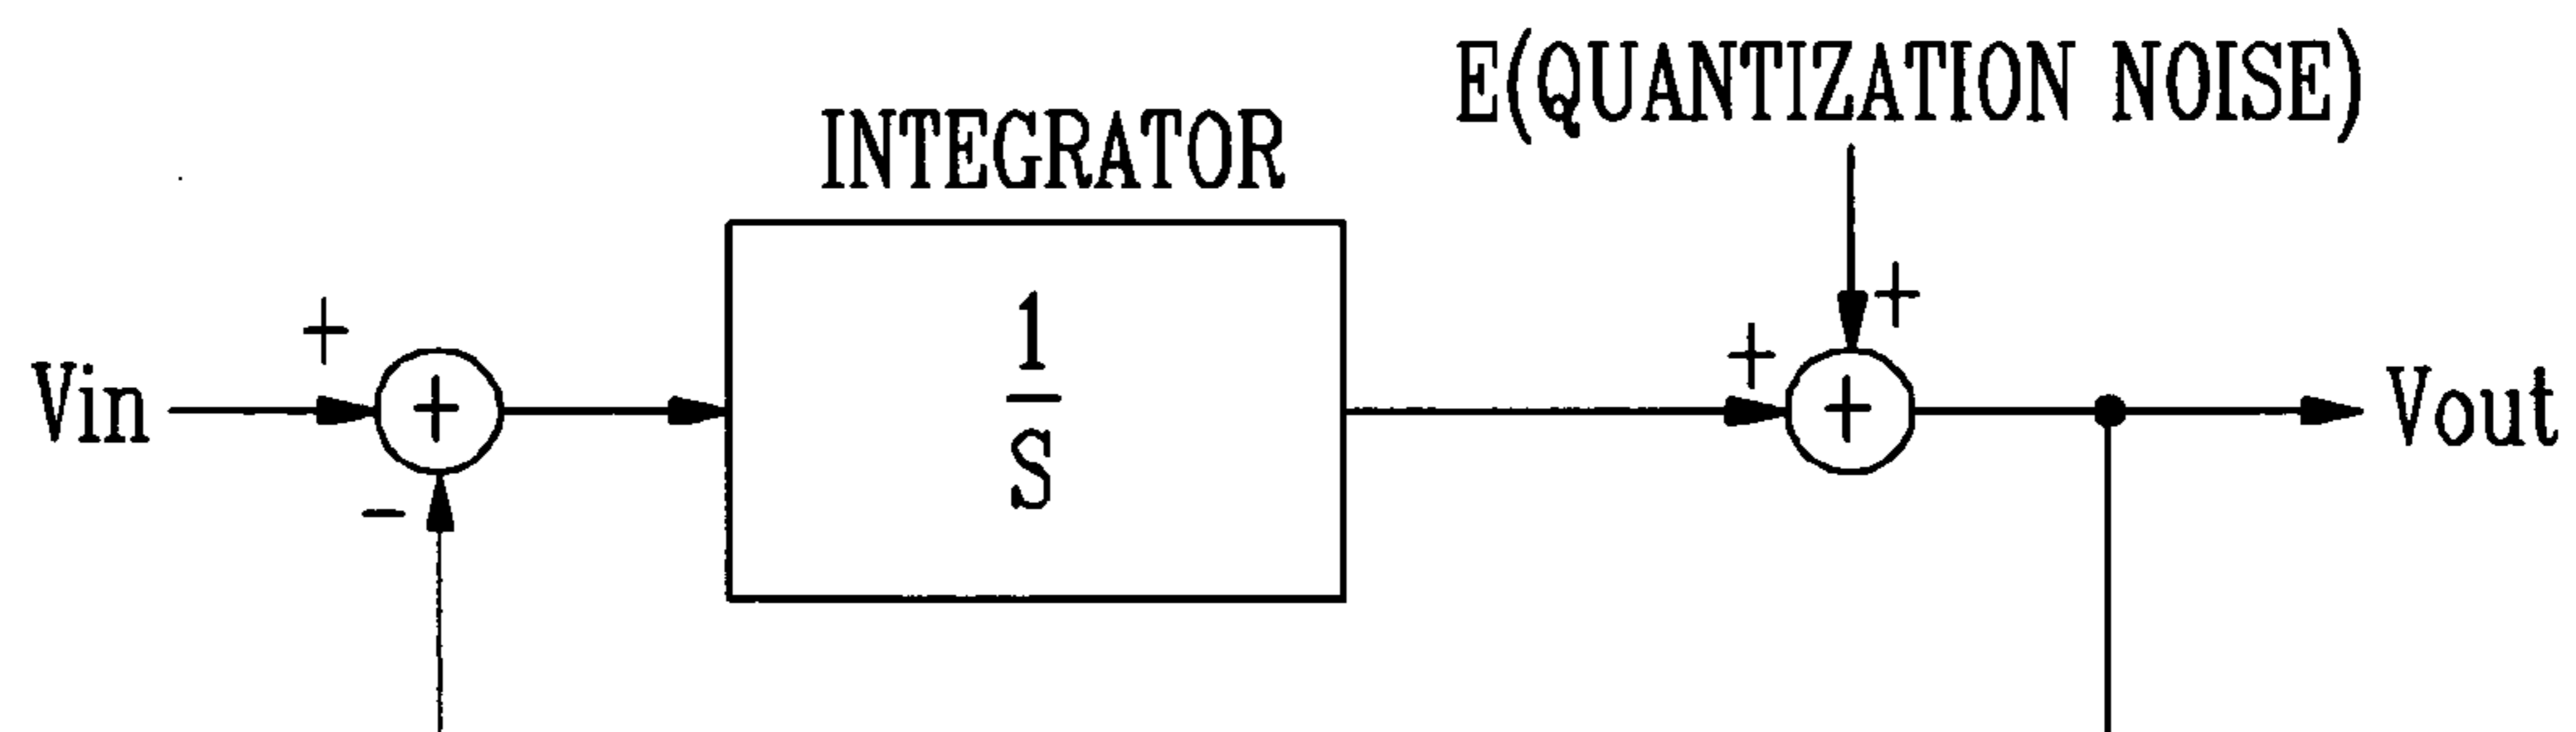 E(QUANTIZATION NOISE)
INTEGRATOR
+
+
1
S
+
Vin
+
+
Vout
-